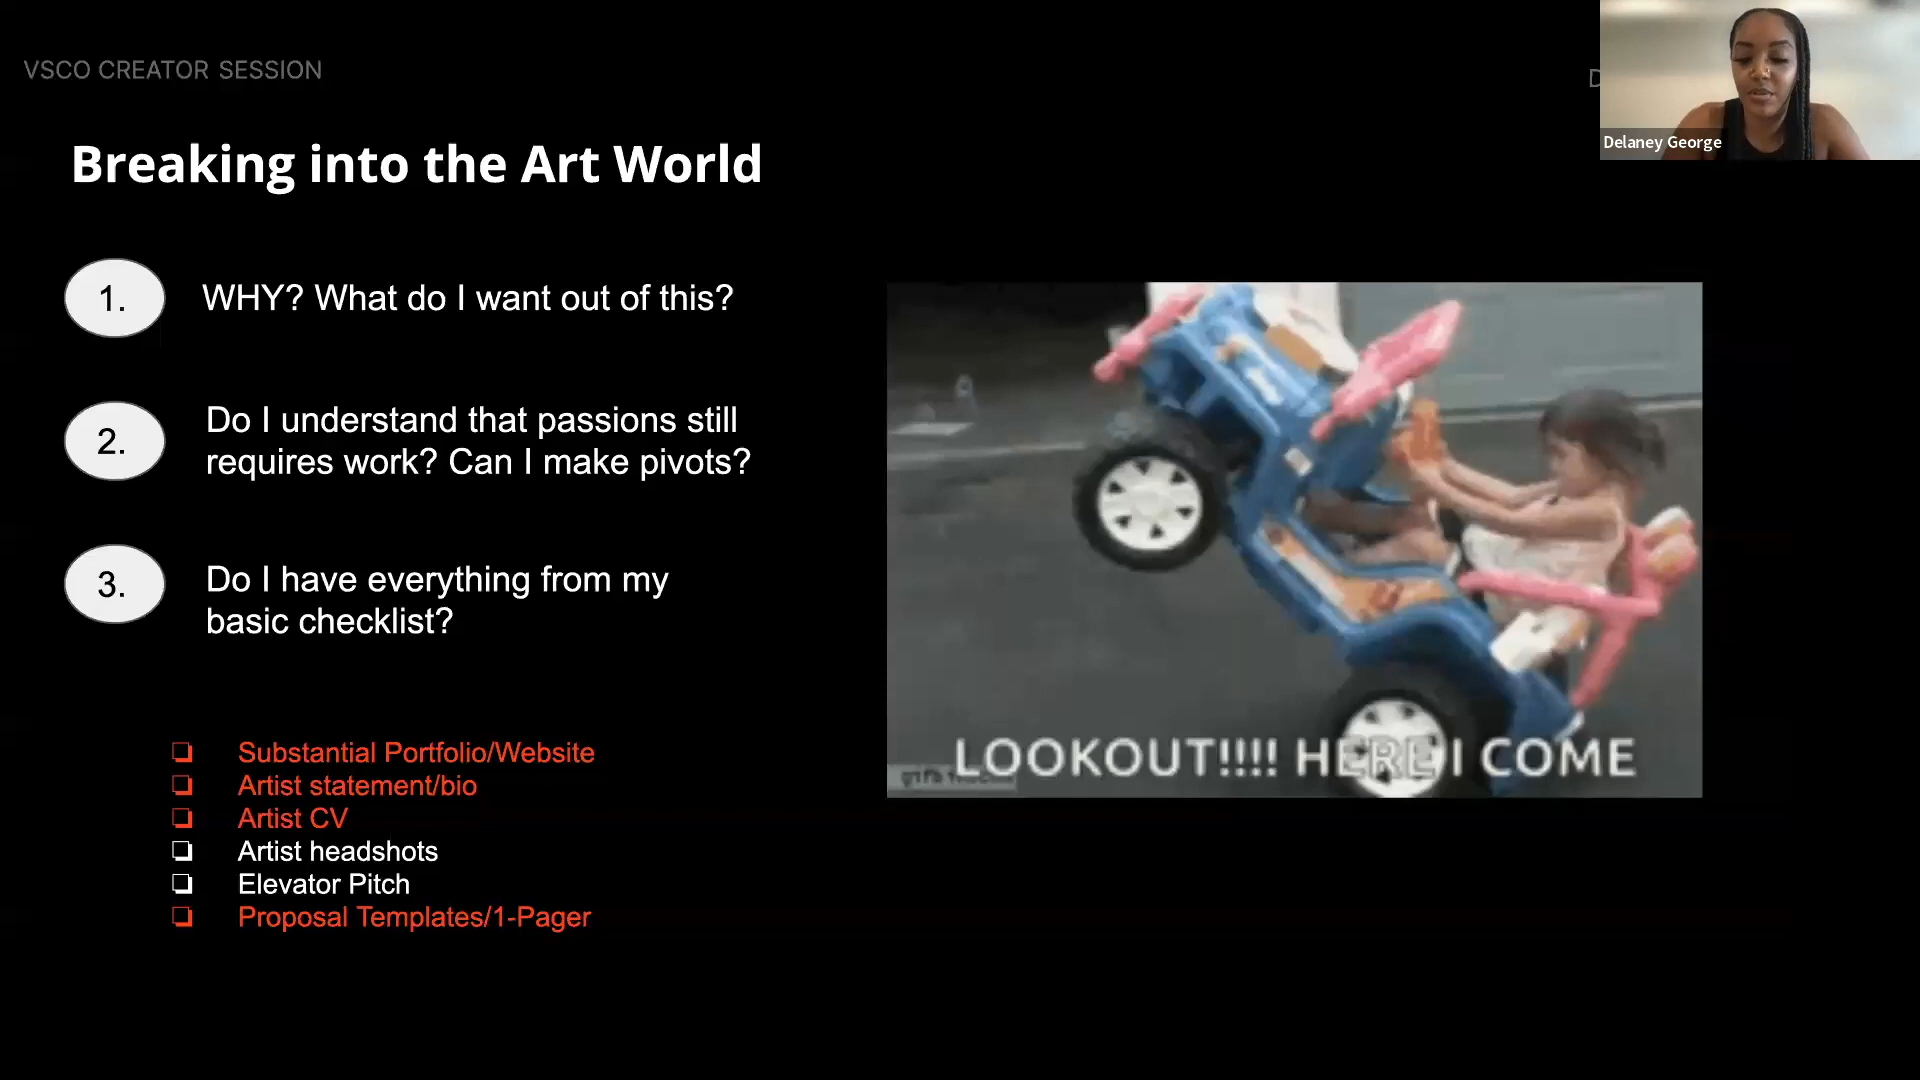 VSCO CREATOR SESSION
Delaney George
Breaking into the Art World
1.
WHY? What do I want out of this?
2.
Do I understand that passions still
requires work? Can I make pivots?
3.
Do I have everything from my
basic checklist?
LOOKOUT!!!! HERE I COME
Substantial Portfolio/Website
Artist statement/bio
Artist CV
Artist headshots
Elevator Pitch
Proposal Templates/1-Pager